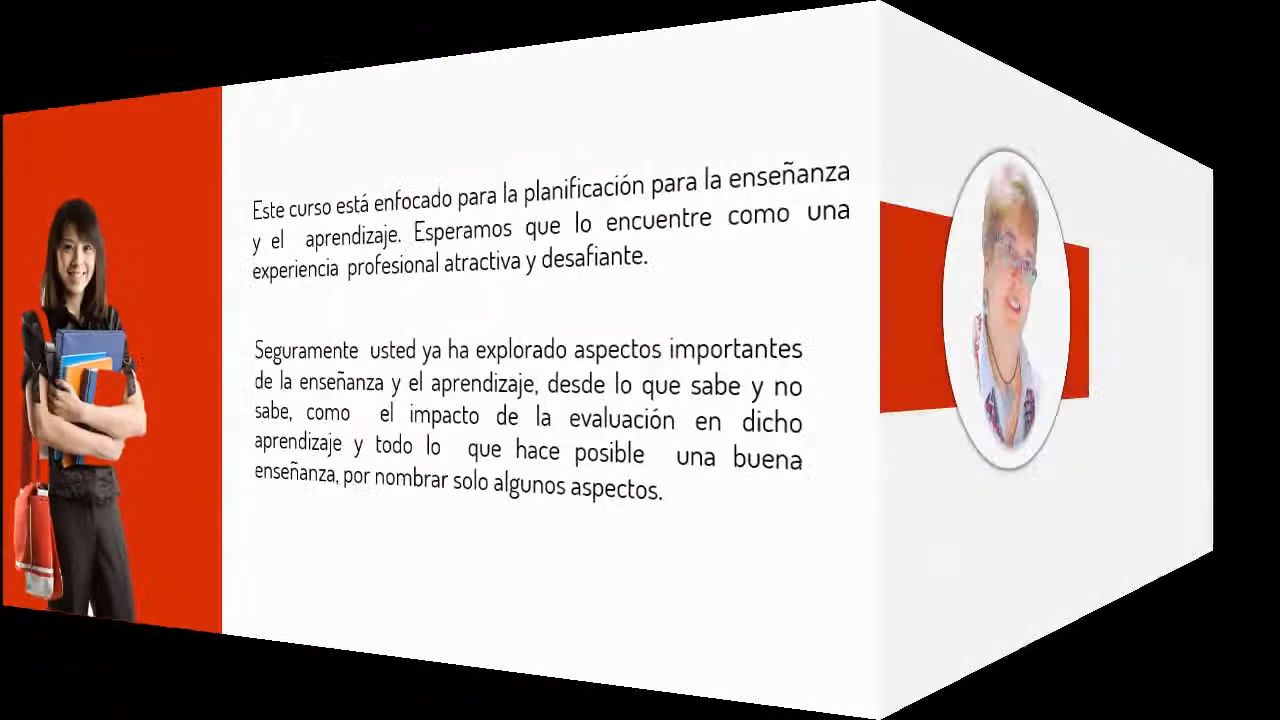 Este curso está enfocado para la planificación para la enseñanza
y el aprendizaje. Esperamos que lo encuentre como una
experiencia profesional atractiva y desafiante.
Seguramente usted ya ha explorado aspectos importantes
de la enseñanza y el aprendizaje, desde lo que sabe y no
sabe, como el impacto de la evaluación en dicho
aprendizaje y todo lo que hace posible una buena
enseñanza, por nombrar solo algunos aspectos.